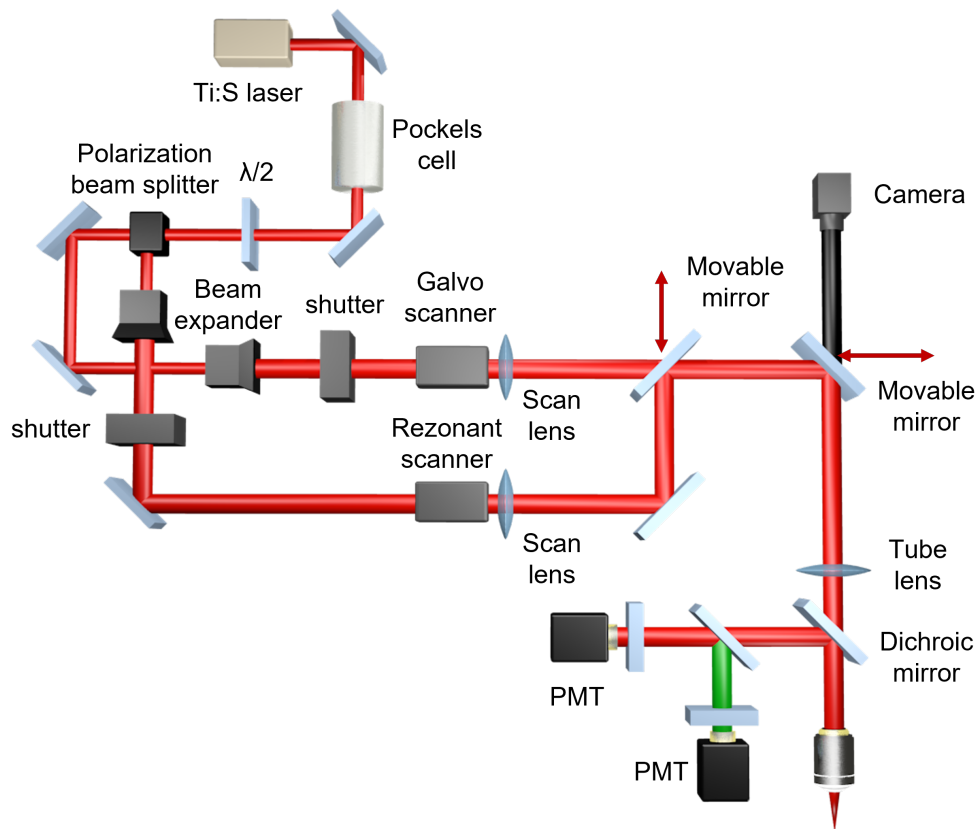 Ti:S laser
Pockels
cell
Polarization
beam splitter
λ/2
Camera
Beam
expander
shutter
Galvo
scanner
Movable
mirror
Movable
mirror
Scan
lens
shutter
Rezonant
scanner
Scan
lens
Tube
lens
Dichroic
mirror
PMT
PMT